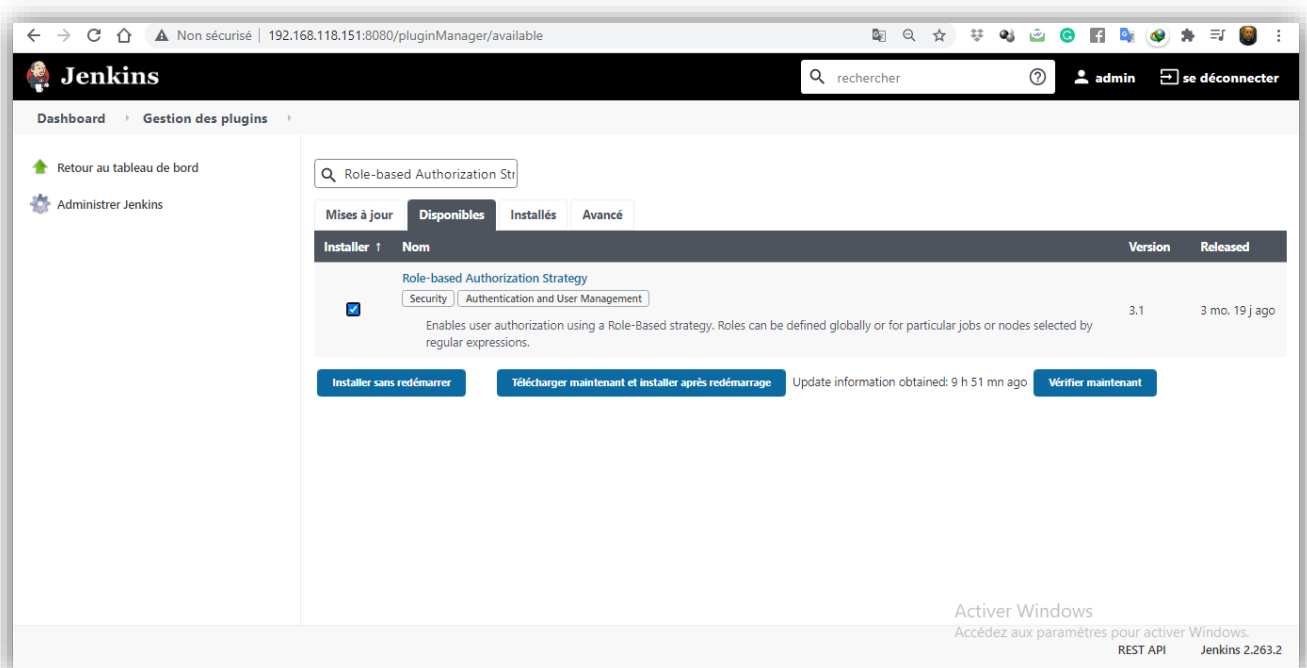 Non sécurisé | 192.168.118.151:8080/pluginManager/available
Jenkins
rechercher
admin
se déconnecter
Dashboard
Gestion des plugins
Retour au tableau de bord
Administrer Jenkins
Role-based Authorization Str
Mises à jour
Disponibles
Installés
Avancé
Installer ↑ Nom Version Released
Role-based Authorization Strategy
Security
Authentication and User Management
Enables user authorization using a Role-Based strategy. Roles can be defined globally or for particular jobs or nodes selected by
regular expressions.
3.1
3 mo. 19 j ago
Installer sans redémarrer
Télécharger maintenant et installer après redémarrage
Update information obtained: 9 h 51 mn ago
Vérifier maintenant
Activer Windows
Accédez aux paramètres pour activer Windows.
REST API
Jenkins 2.263.2